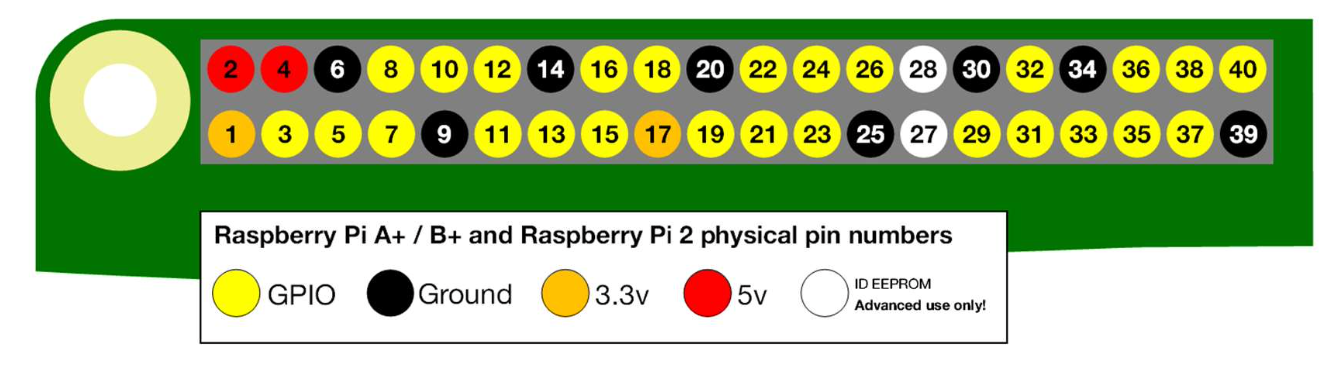 2 4 6 8 10 12 14 16 18 20 22 24 26 28 30 32 34 36 38 40
1 3 5 7 9 11 13 15 17 19 21 23 25 27 29 31 33 35 37 39
Raspberry Pi A+ / B+ and Raspberry Pi 2 physical pin numbers
GPIO Ground 3.3v 5v ID EEPROM
Advanced use only!